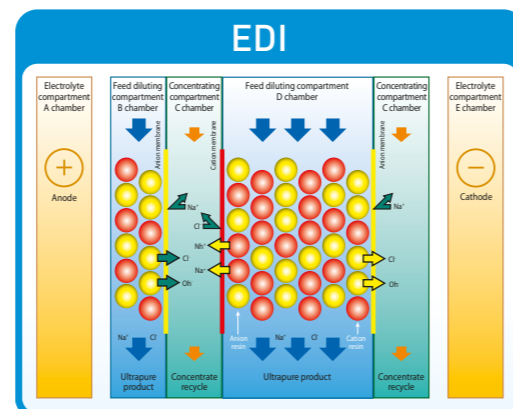 EDI
Electrolyte
compartment
A chamber
Anode
Feed diluting
compartment
B chamber
Anion membrane
Concentrating
compartment
C chamber
Cation membrane
Feed diluting compartment
D chamber
Concentrating
compartment
C chamber
Anion membrane
Electrolyte
compartment
E chamber
Cathode
Na⁺
Cl
Nh⁺
Na⁺
Cl
Oh
Na⁺
Cl
Oh
Anion
resin
Cation
resin
Na⁺ Cl
Na⁺ Cl
Ultrapure
product
Concentrate
recycle
Ultrapure product
Concentrate
recycle